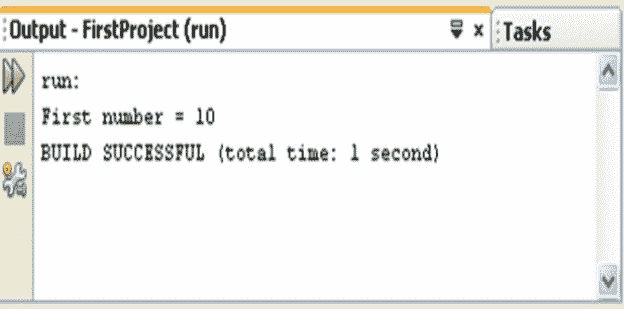 Output - FirstProject (run)
Tasks
run:
First number = 10
BUILD SUCCESSFUL (total time: 1 second)